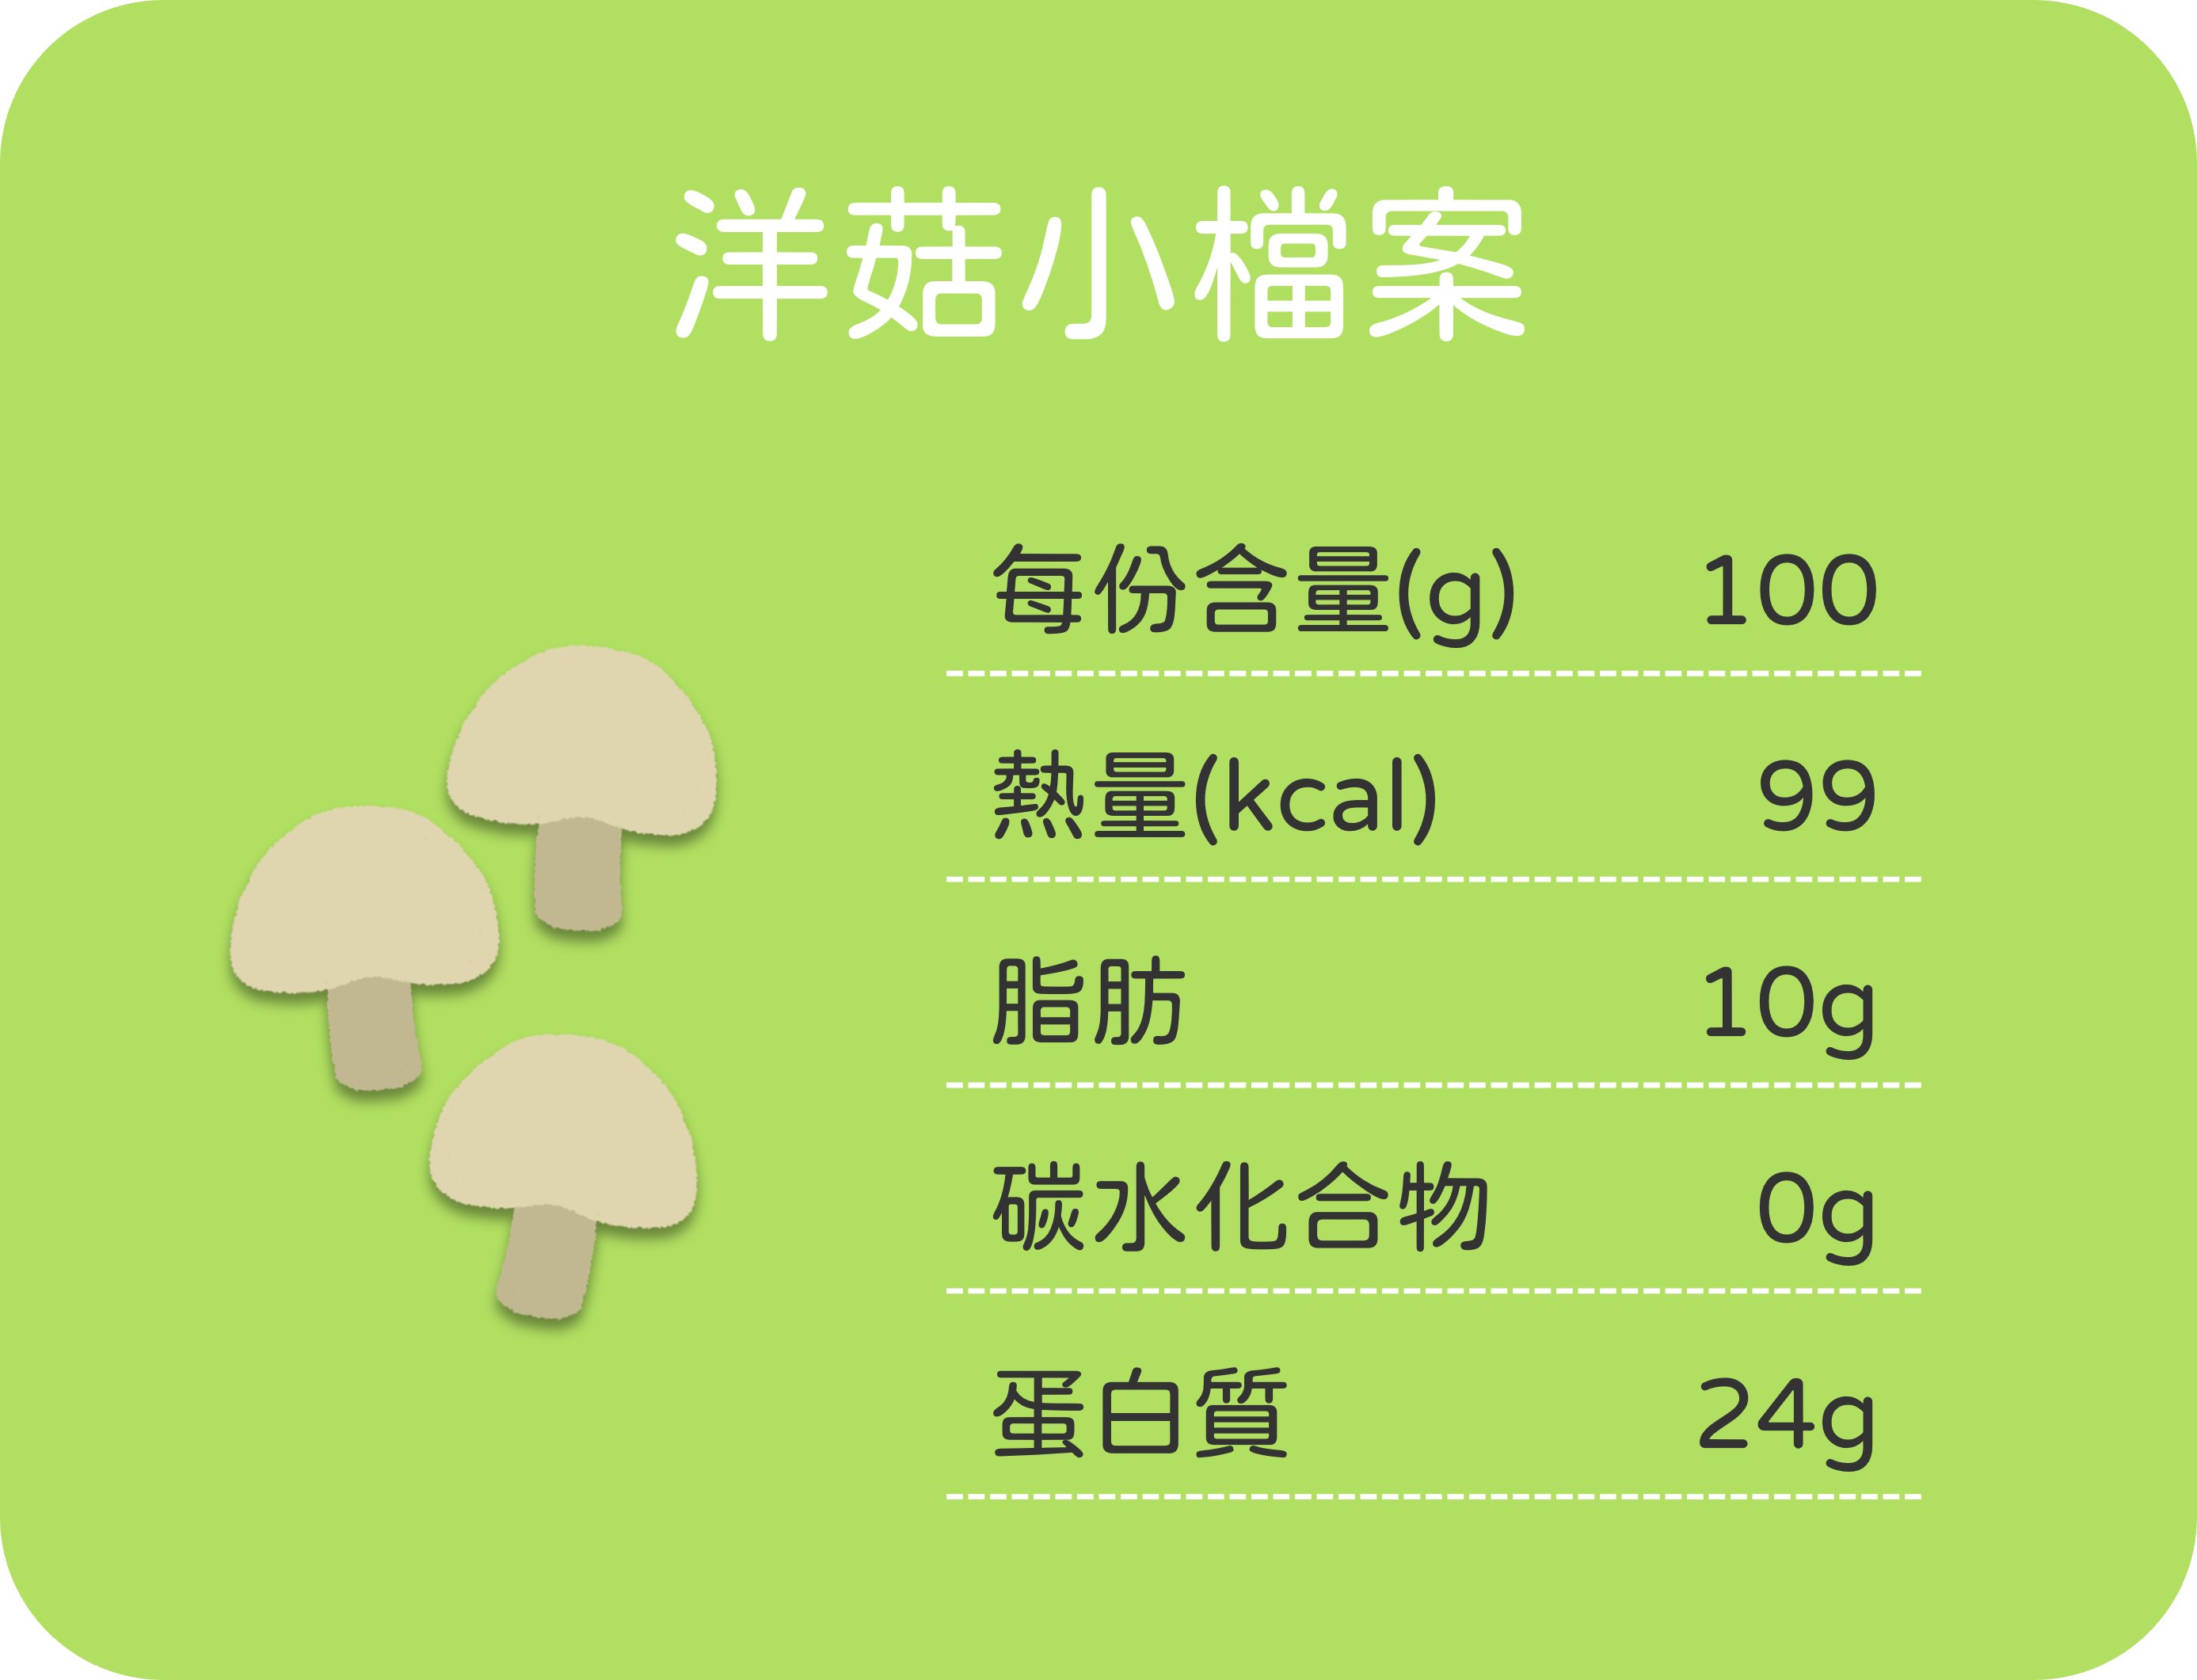 洋菇小檔案
每份含量(g) 100
熱量(kcal) 99
脂肪 10g
碳水化合物 0g
蛋白質 24g